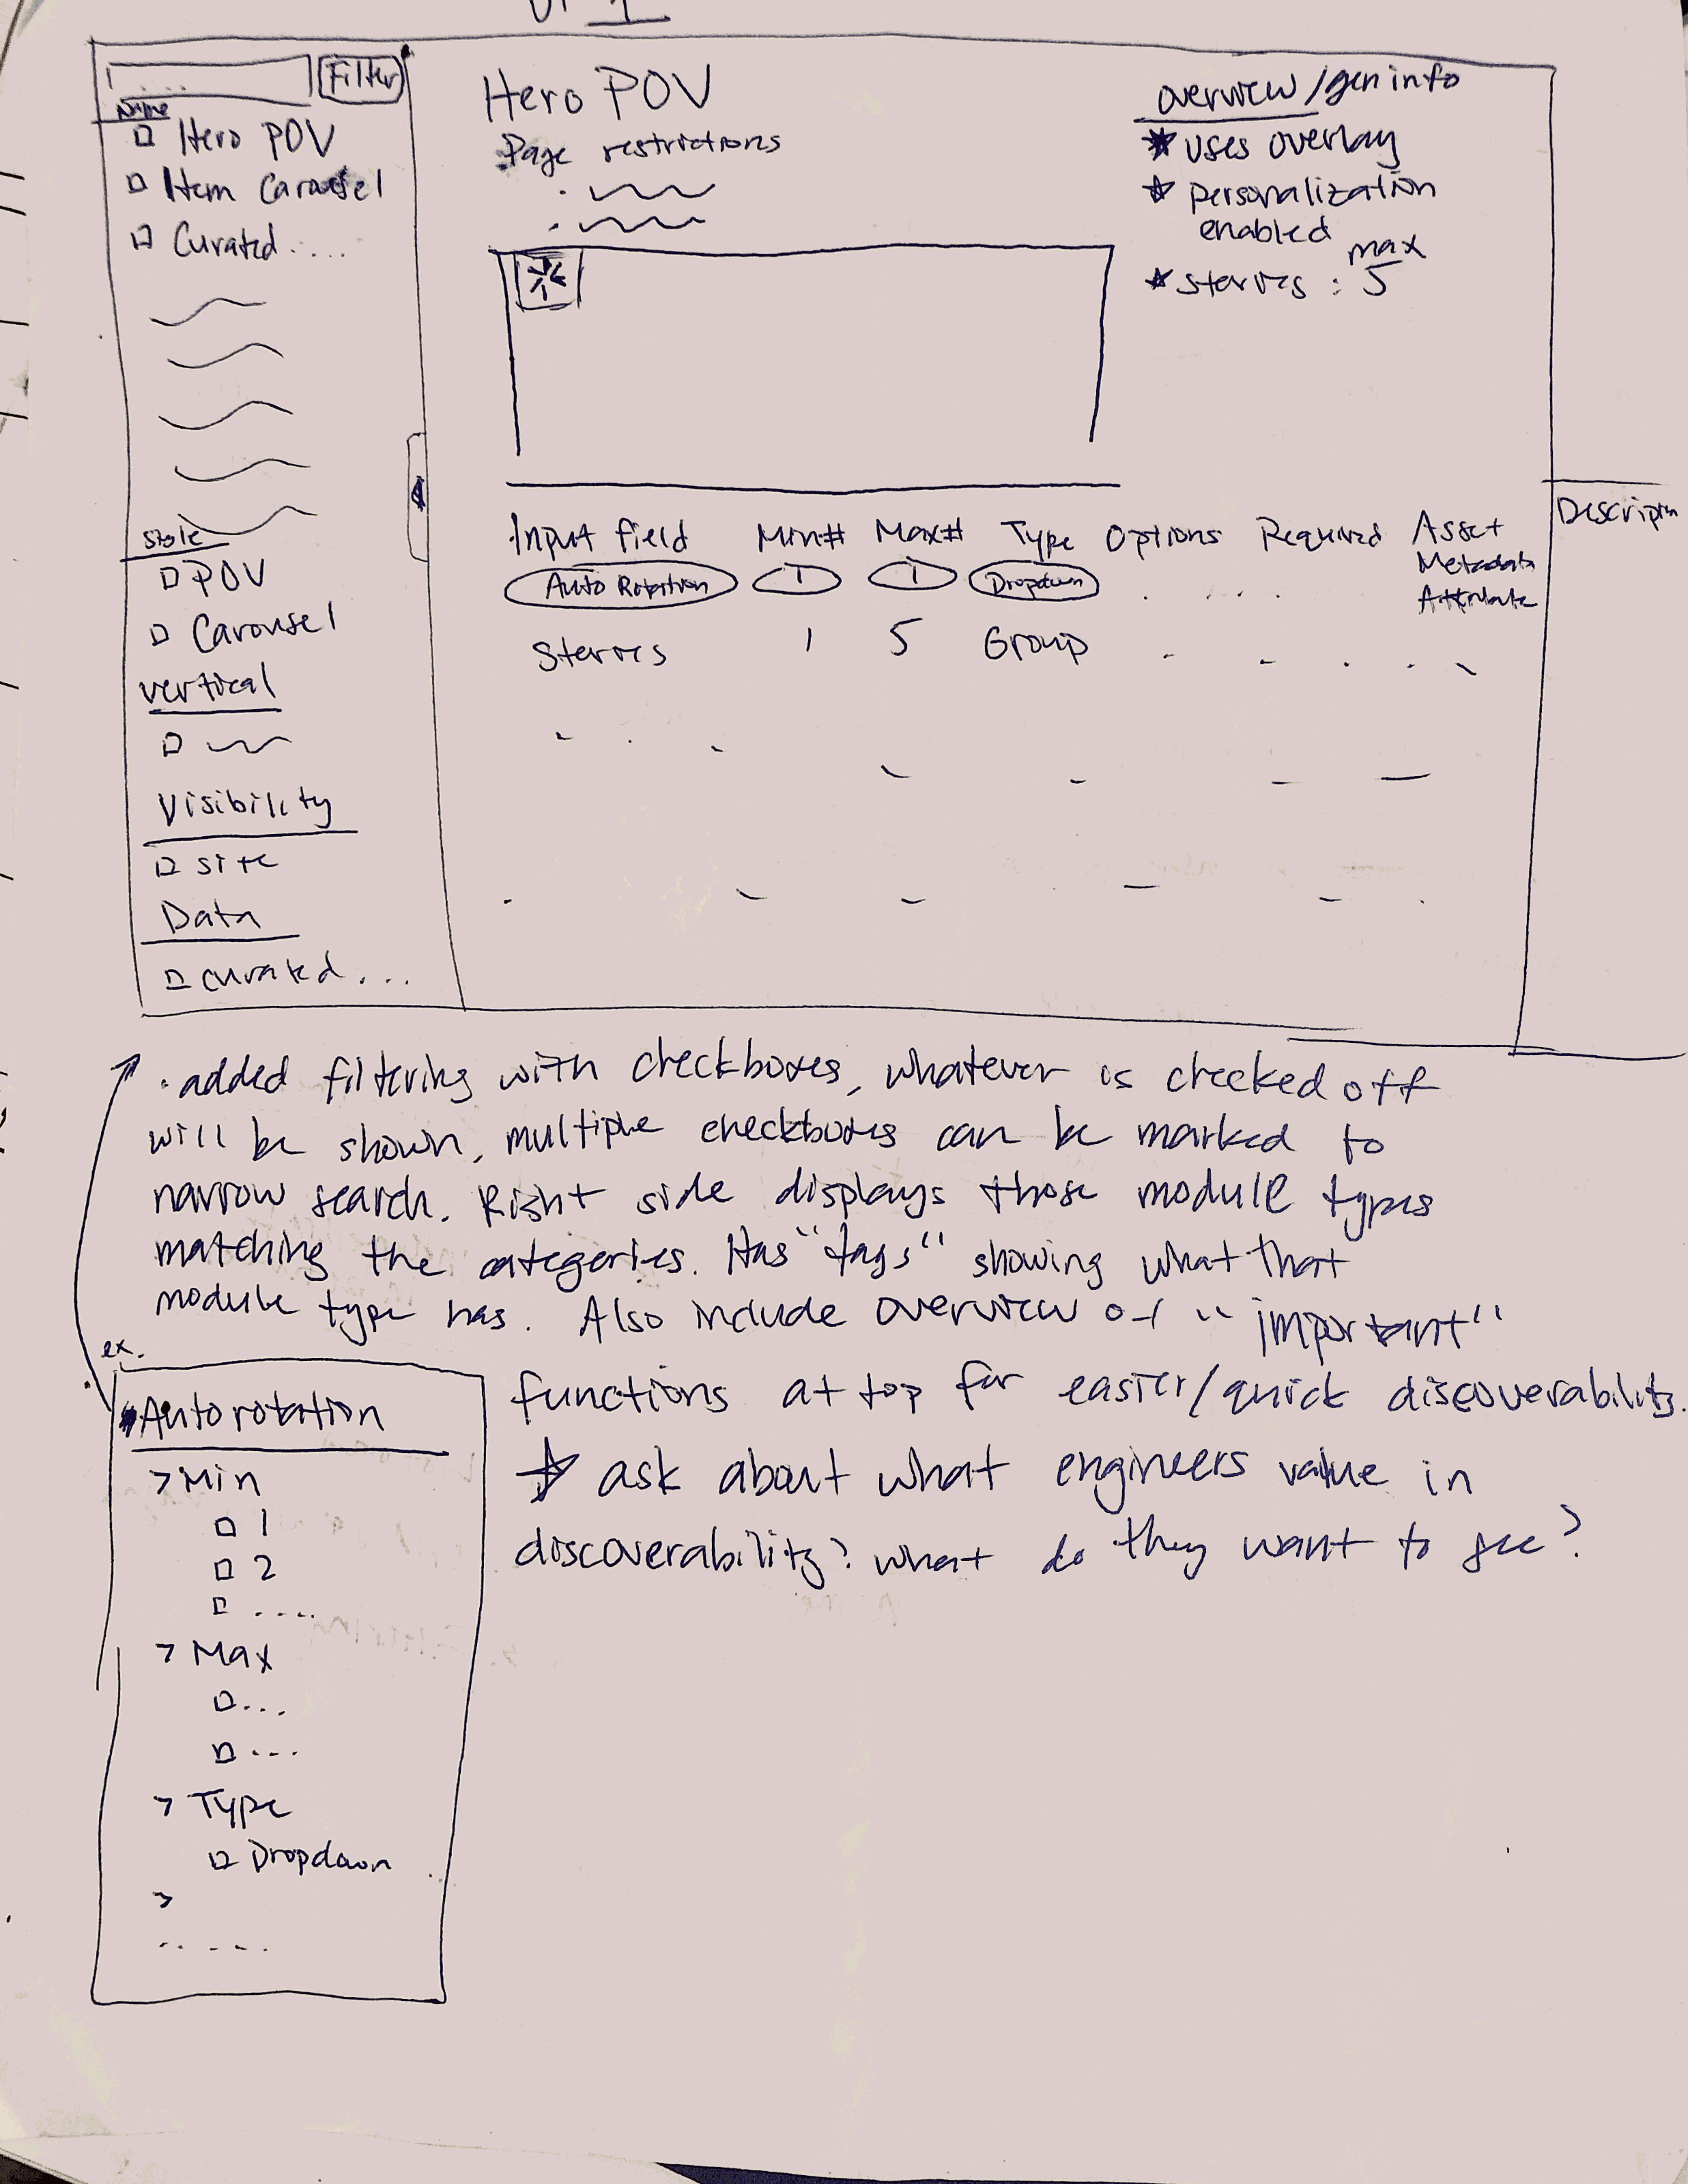 Filter
Name
Hero POV
Item Carousel
Curated ....
Style
POV
Carousel
vertical
Visibility
site
Data
curated ...
Hero POV
Page restrictions
overview/gen info
uses overlay
personalization
enabled
stories : max 5
Input field Min# Max# Type Options Required Asset Metadata Attribute Description
Auto Rotation 1 1 Dropdown
Stories 1 5 Group
· added filtering with checkboxes, whatever is checked off
will be shown, multiple checkboxes can be marked to
narrow search. Right side displays those module types
matching the categories. Has "tags" showing what that
module type has. Also include overview of "important"
functions at top for easier/quick discoverability.
☆ ask about what engineers value in
discoverability? what do they want to see?
ex.
Auto rotation
> Min
1
2
....
> Max
...
...
> Type
Dropdown
>
.....